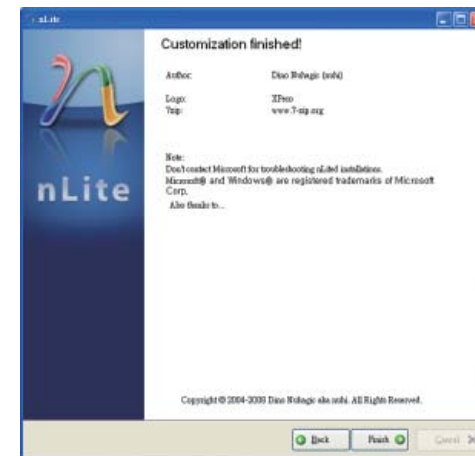 nLite
Customization finished!
Author: Dino Nuhagic (nuhi)
Logo: XPero
7zip: www.7-zip.org
nLite
Note:
Don't contact Microsoft for troubleshooting nLited installations.
Microsoft® and Windows® are registered trademarks of Microsoft
Corp.
Also thanks to...
Copyright © 2004-2008 Dino Nuhagic aka nuhi. All Rights Reserved.
Back
Finish
Cancel